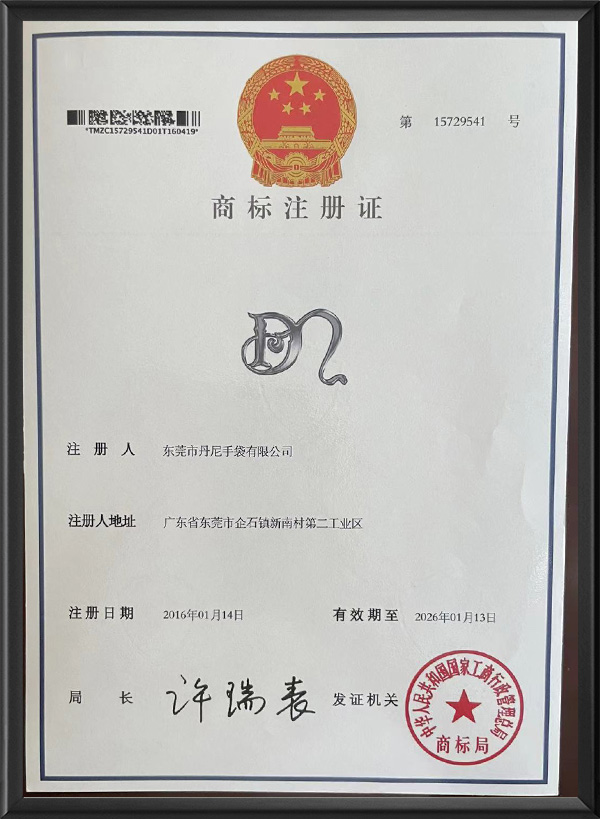 *TMZC15729541D01T160419*
第 15729541 号
商标注册证
DN
注册人 东莞市丹尼手袋有限公司
注册人地址 广东省东莞市企石镇新南村第二工业区
注册日期 2016年01月14日 有效期至 2026年01月13日
局长 许瑞表 发证机关
中华人民共和国国家工商行政管理总局
商标局